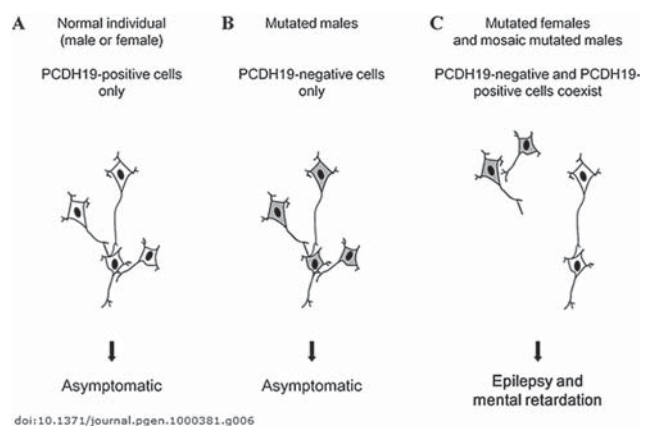 A
Normal individual
(male or female)
PCDH19-positive cells
only
Asymptomatic
B
Mutated males
PCDH19-negative cells
only
Asymptomatic
C
Mutated females
and mosaic mutated males
PCDH19-negative and PCDH19-
positive cells coexist
Epilepsy and
mental retardation
doi:10.1371/journal.pgen.1000381.g006